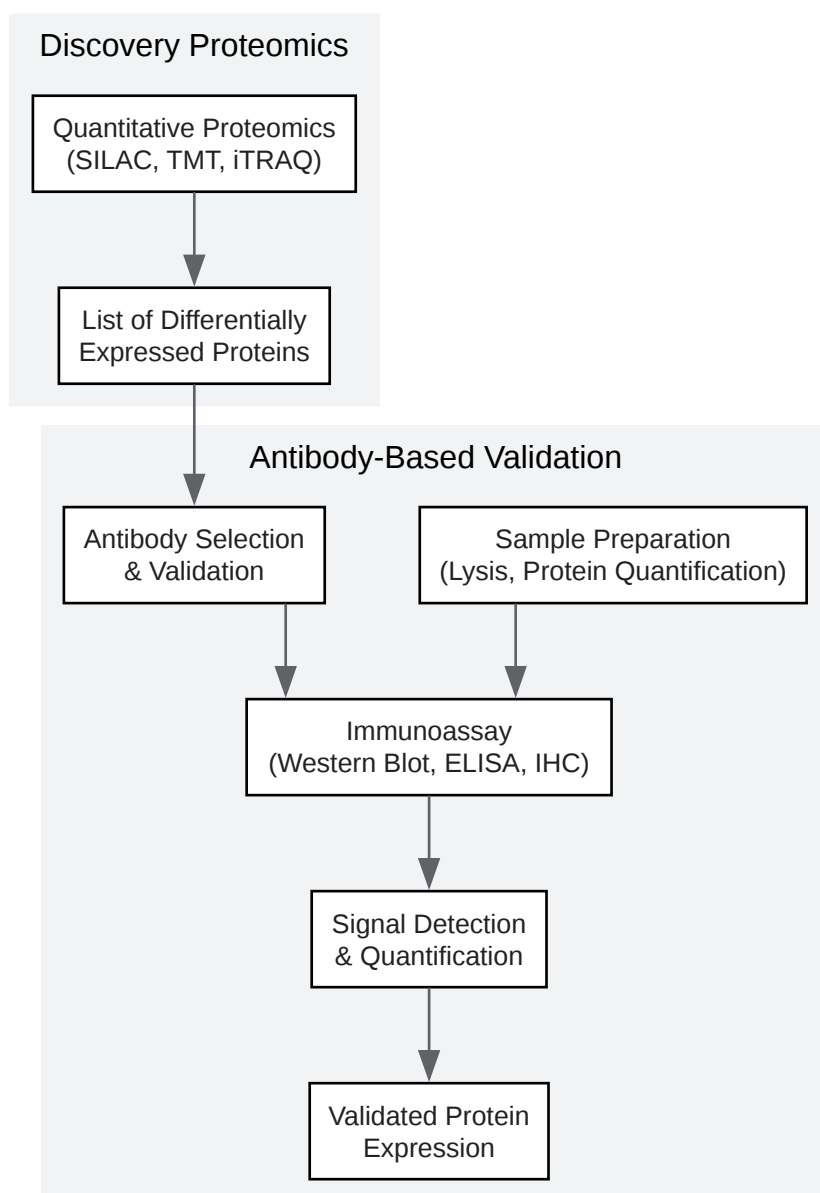 Discovery Proteomics
Quantitative Proteomics
(SILAC, TMT, iTRAQ)
List of Differentially
Expressed Proteins
Antibody-Based Validation
Antibody Selection
& Validation
Sample Preparation
(Lysis, Protein Quantification)
Immunoassay
(Western Blot, ELISA, IHC)
Signal Detection
& Quantification
Validated Protein
Expression